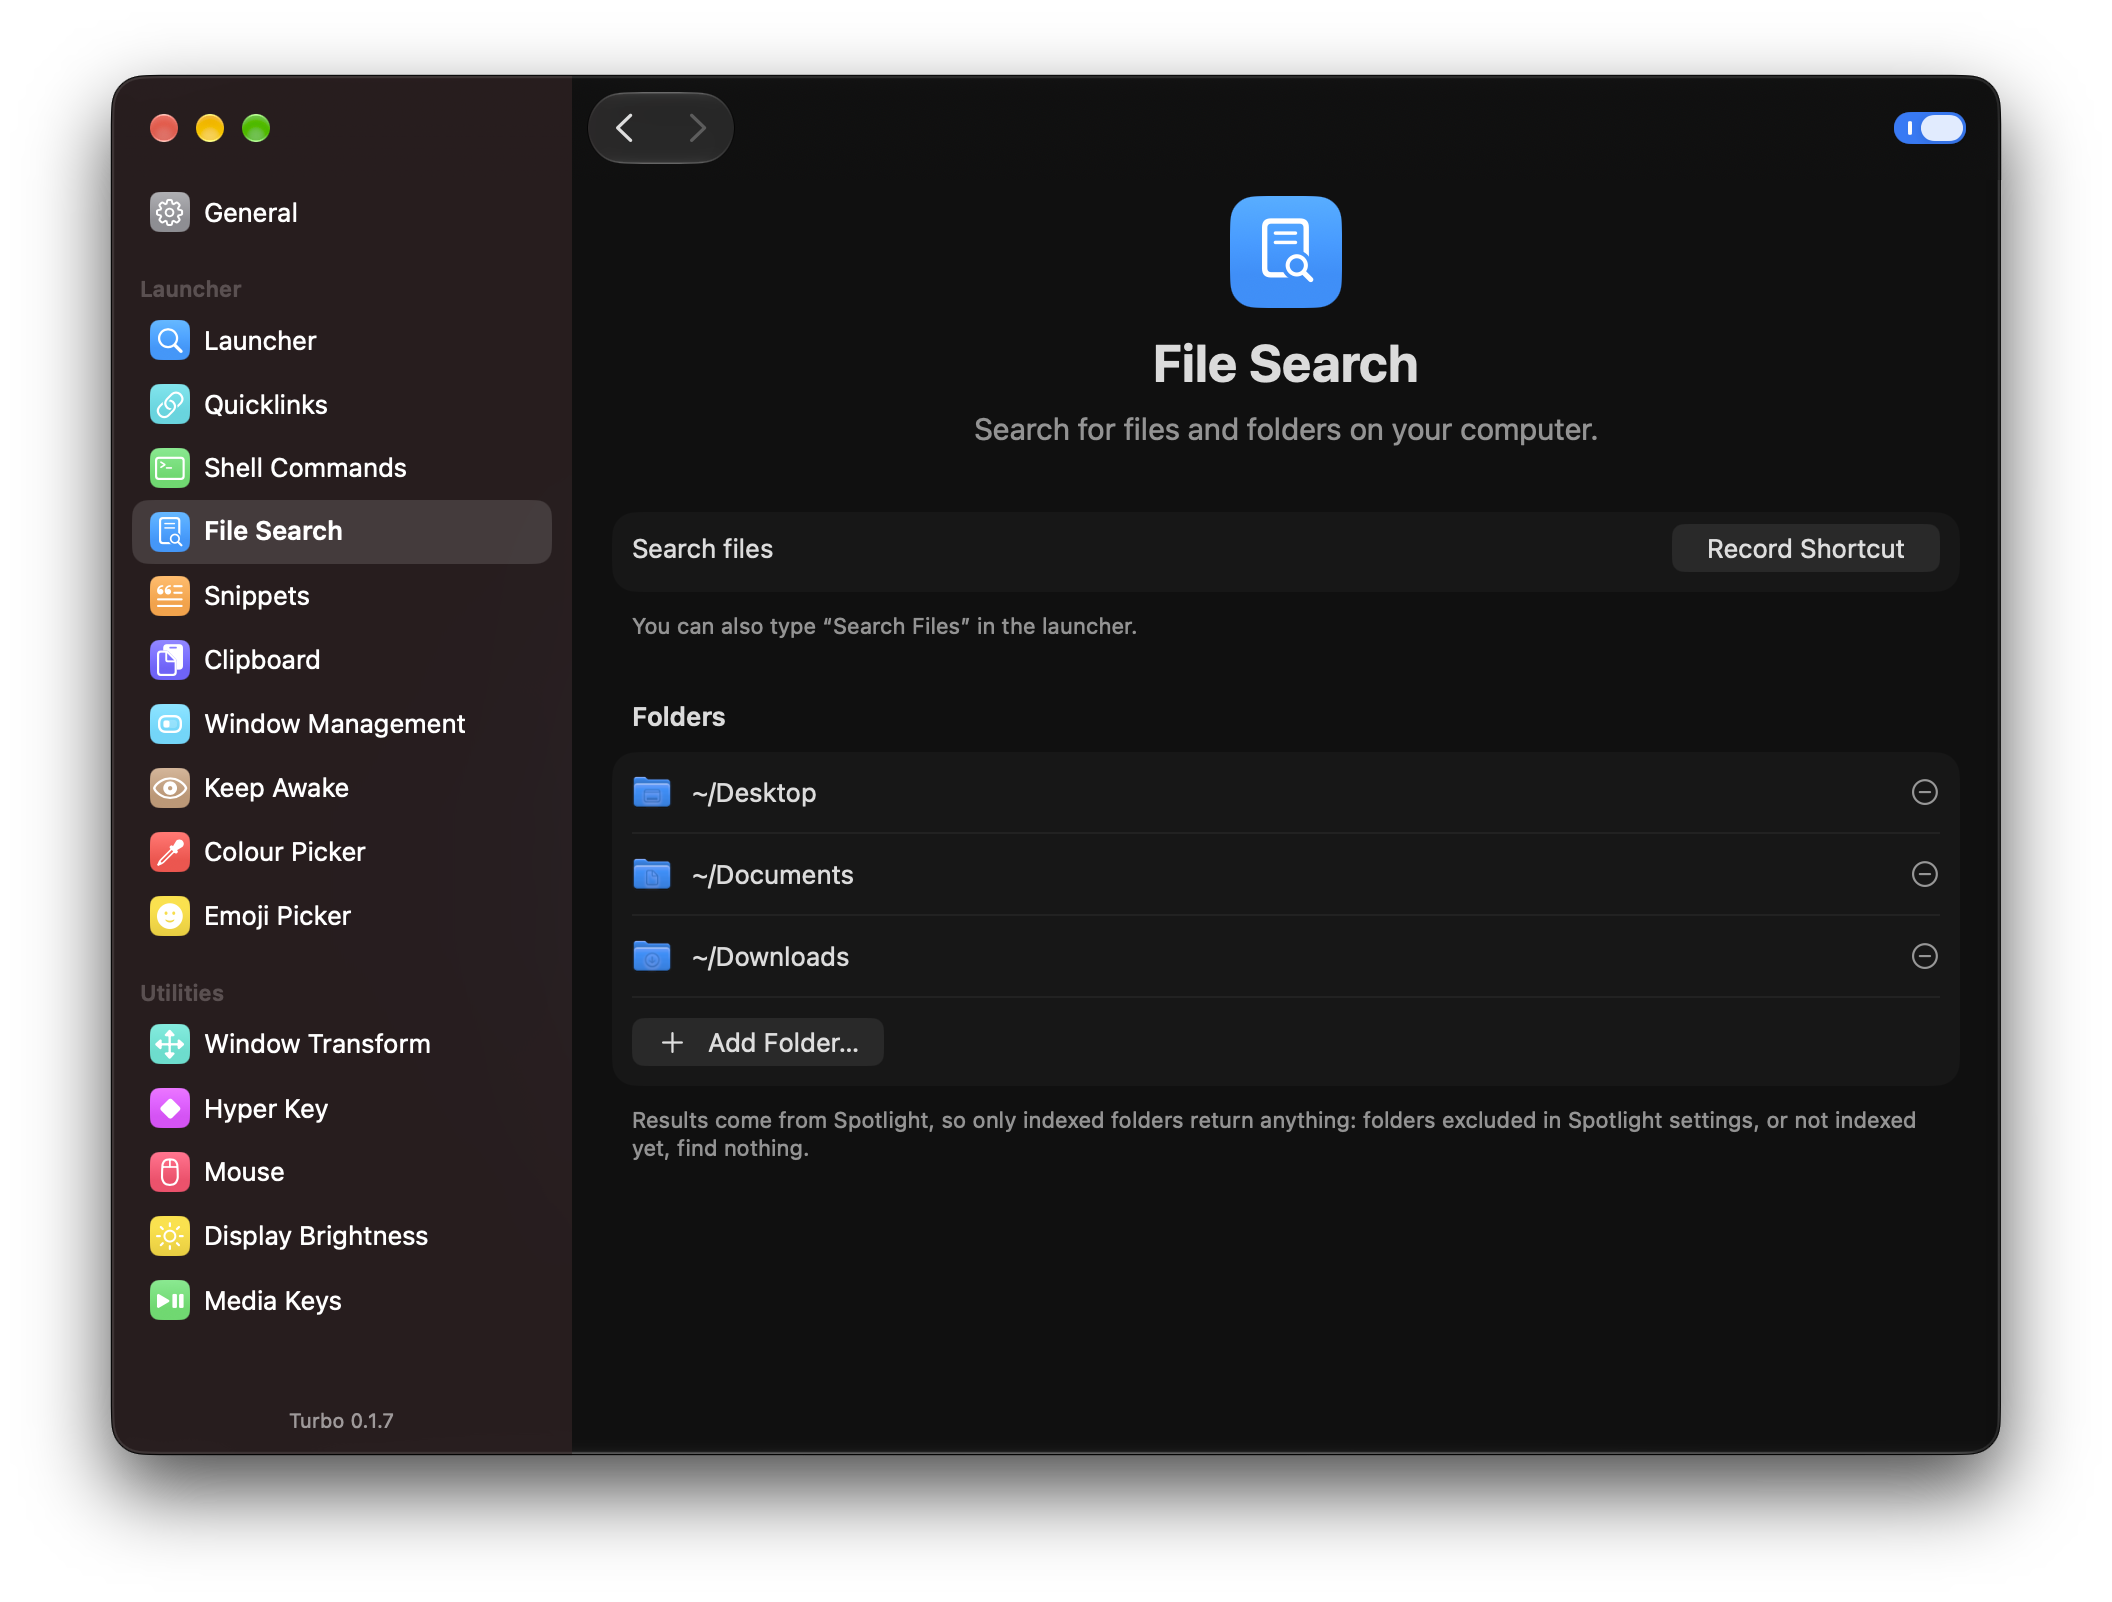 General
Launcher
Launcher
Quicklinks
Shell Commands
File Search
Snippets
Clipboard
Window Management
Keep Awake
Colour Picker
Emoji Picker
Utilities
Window Transform
Hyper Key
Mouse
Display Brightness
Media Keys
Turbo 0.1.7
File Search
Search for files and folders on your computer.
Search files
Record Shortcut
You can also type “Search Files” in the launcher.
Folders
~/Desktop
~/Documents
~/Downloads
Add Folder…
Results come from Spotlight, so only indexed folders return anything: folders excluded in Spotlight settings, or not indexed
yet, find nothing.